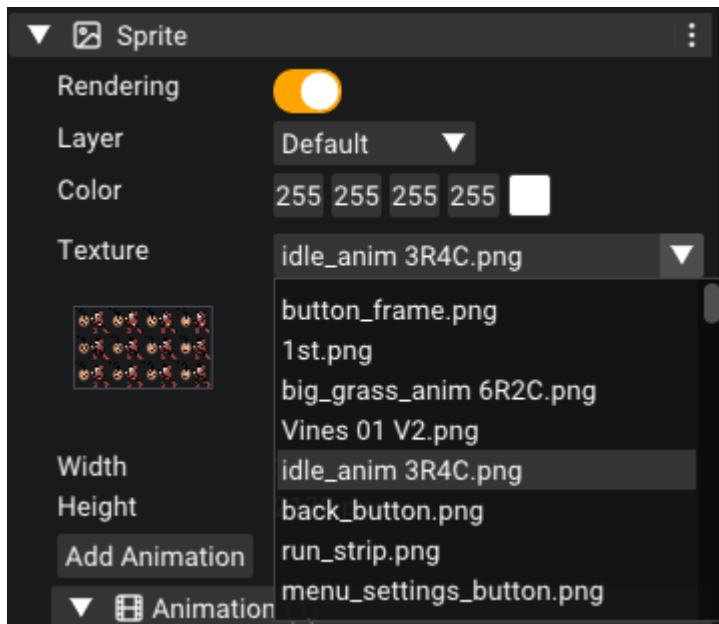 Sprite
Rendering
Layer Default
Color 255 255 255 255
Texture idle_anim 3R4C.png
button_frame.png
1st.png
big_grass_anim 6R2C.png
Vines 01 V2.png
idle_anim 3R4C.png
back_button.png
run_strip.png
menu_settings_button.png
Width
Height
Add Animation
Animation